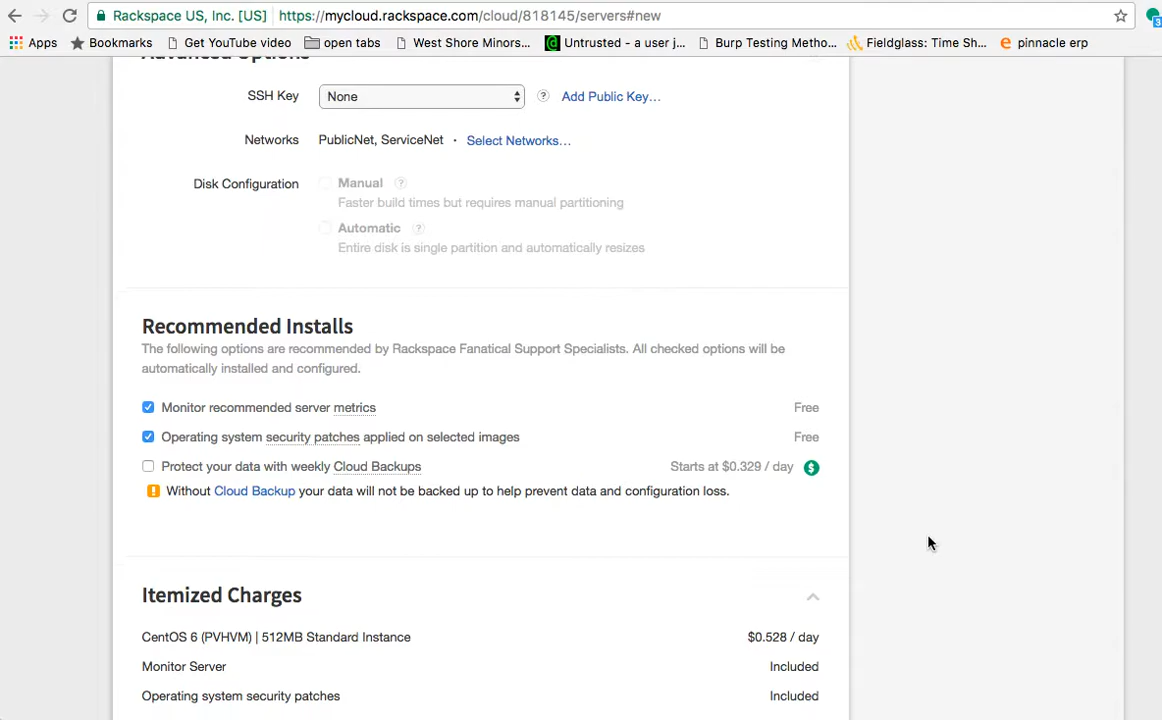 Rackspace US, Inc. [US] https://mycloud.rackspace.com/cloud/818145/servers#new
Apps Bookmarks Get YouTube video open tabs West Shore Minors... Untrusted - a user j... Burp Testing Metho... Fieldglass: Time Sh... pinnacle erp
3
Advanced Options
SSH Key None ? Add Public Key...
Networks PublicNet, ServiceNet · Select Networks...
Disk Configuration Manual ?
Faster build times but requires manual partitioning
Automatic ?
Entire disk is single partition and automatically resizes
Recommended Installs
The following options are recommended by Rackspace Fanatical Support Specialists. All checked options will be
automatically installed and configured.
Monitor recommended server metrics Free
Operating system security patches applied on selected images Free
Protect your data with weekly Cloud Backups Starts at $0.329 / day $
! Without Cloud Backup your data will not be backed up to help prevent data and configuration loss.
Itemized Charges
CentOS 6 (PVHVM) | 512MB Standard Instance $0.528 / day
Monitor Server Included
Operating system security patches Included